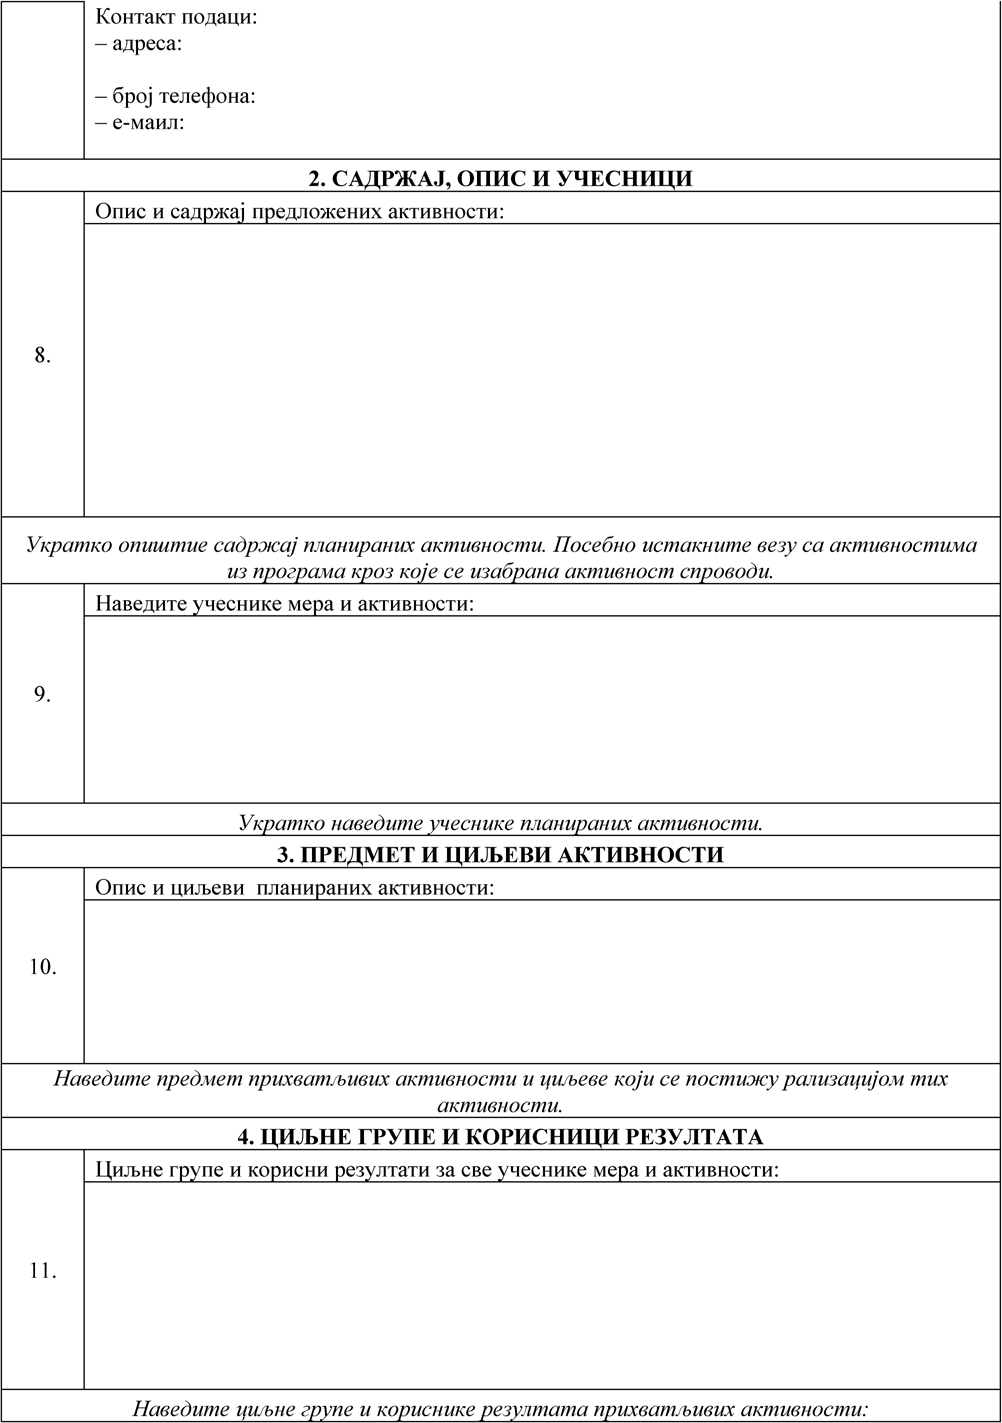 Контакт подаци:
– адреса:
– број телефона:
– е-маил:
2. САДРЖАЈ, ОПИС И УЧЕСНИЦИ
Опис и садржај предложених активности:
8.
Укратко опиштие садржај планираних активности. Посебно истакните везу са активностима
из програма кроз које се изабрана активност спроводи.
Наведите учеснике мера и активности:
9.
Укратко наведите учеснике планираних активности.
3. ПРЕДМЕТ И ЦИЉЕВИ АКТИВНОСТИ
Опис и циљеви планираних активности:
10.
Наведите предмет прихватљивих активности и циљеве који се постижу рализацијом тих
активности.
4. ЦИЉНЕ ГРУПЕ И КОРИСНИЦИ РЕЗУЛТАТА
Циљне групе и корисни резултати за све учеснике мера и активности:
11.
Наведите циљне групе и кориснике резултата прихватљивих активности: